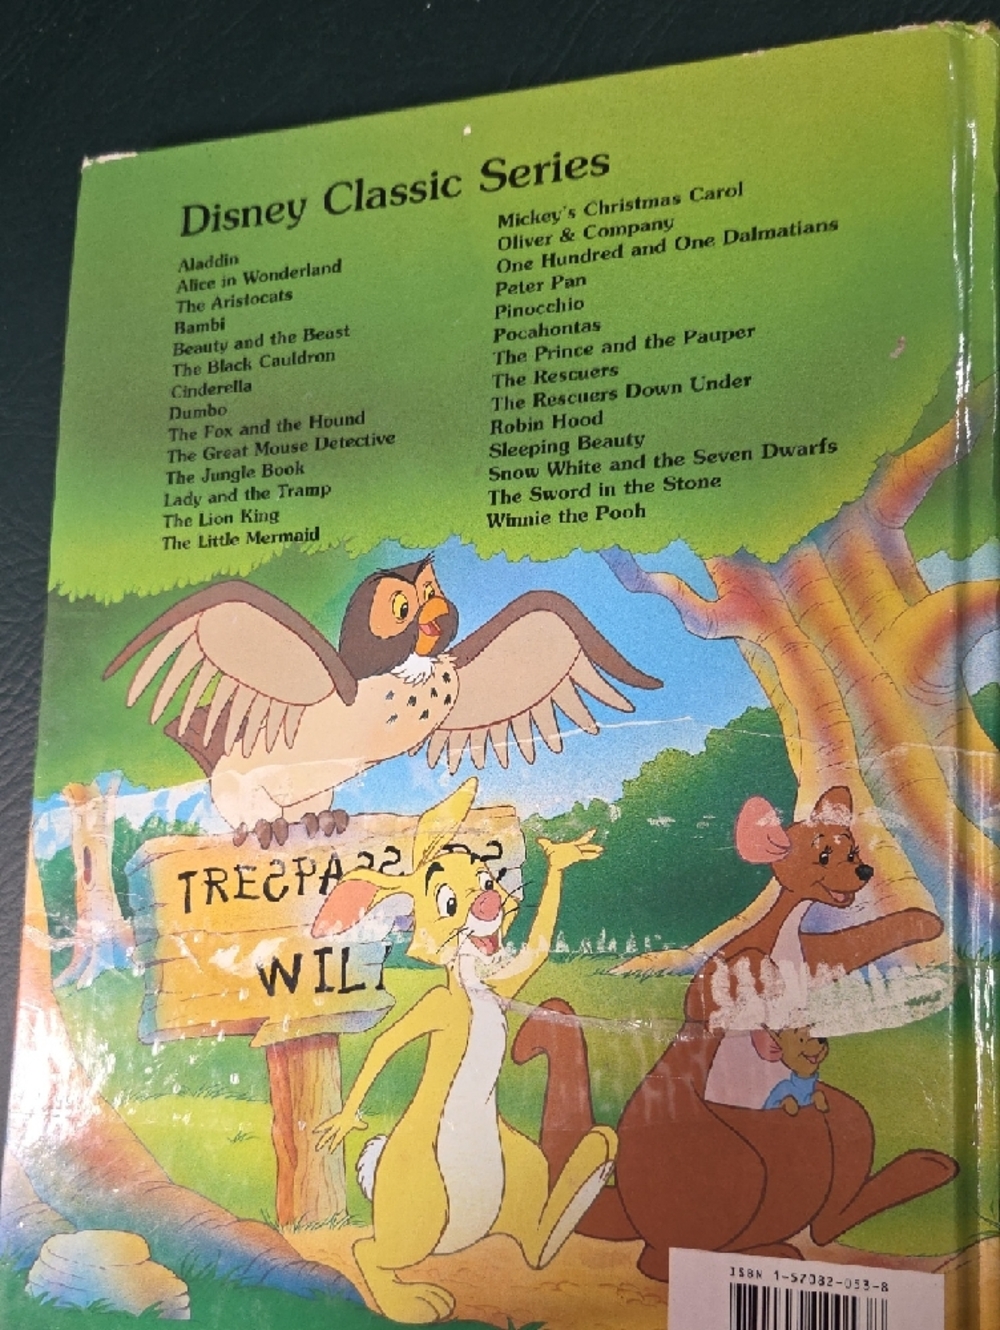 Disney Classic Series
Aladdin
Alice in Wonderland
The Aristocats
Bambi
Beauty and the Beast
The Black Cauldron
Cinderella
Dumbo
The Fox and the Hound
The Great Mouse Detective
The Jungle Book
Lady and the Tramp
The Lion King
The Little Mermaid
Mickey's Christmas Carol
Oliver & Company
One Hundred and One Dalmatians
Peter Pan
Pinocchio
Pocahontas
The Prince and the Pauper
The Rescuers
The Rescuers Down Under
Robin Hood
Sleeping Beauty
Snow White and the Seven Dwarfs
The Sword in the Stone
Winnie the Pooh
WIL
ISBN 1-57082-053-8